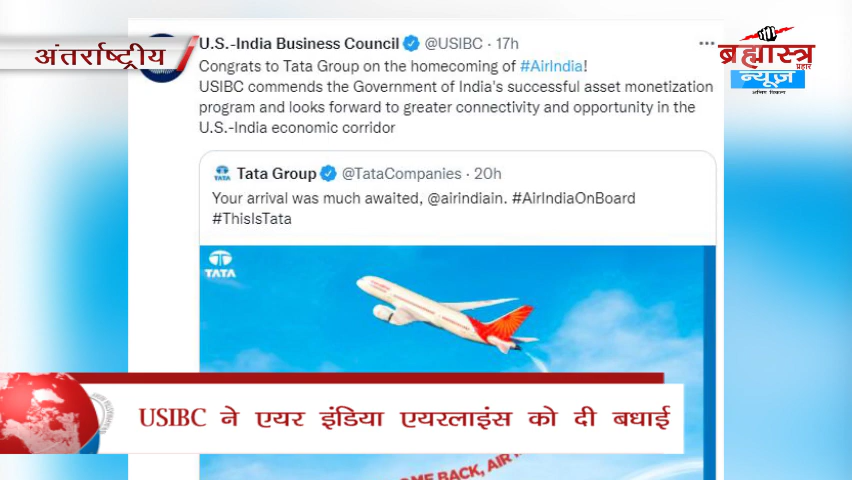 अंतर्राष्ट्रीय
ब्रह्मास्त्र
प्रहार
न्यूज़
U.S.-India Business Council @USIBC · 17h
Congrats to Tata Group on the homecoming of #AirIndia!
USIBC commends the Government of India's successful asset monetization
program and looks forward to greater connectivity and opportunity in the
U.S.-India economic corridor
TATA
Tata Group @TataCompanies · 20h
Your arrival was much awaited, @airindiain. #AirIndiaOnBoard
#ThisIsTata
TATA
USIBC ने एयर इंडिया एयरलाइंस को दी बधाई
BACK, AIR